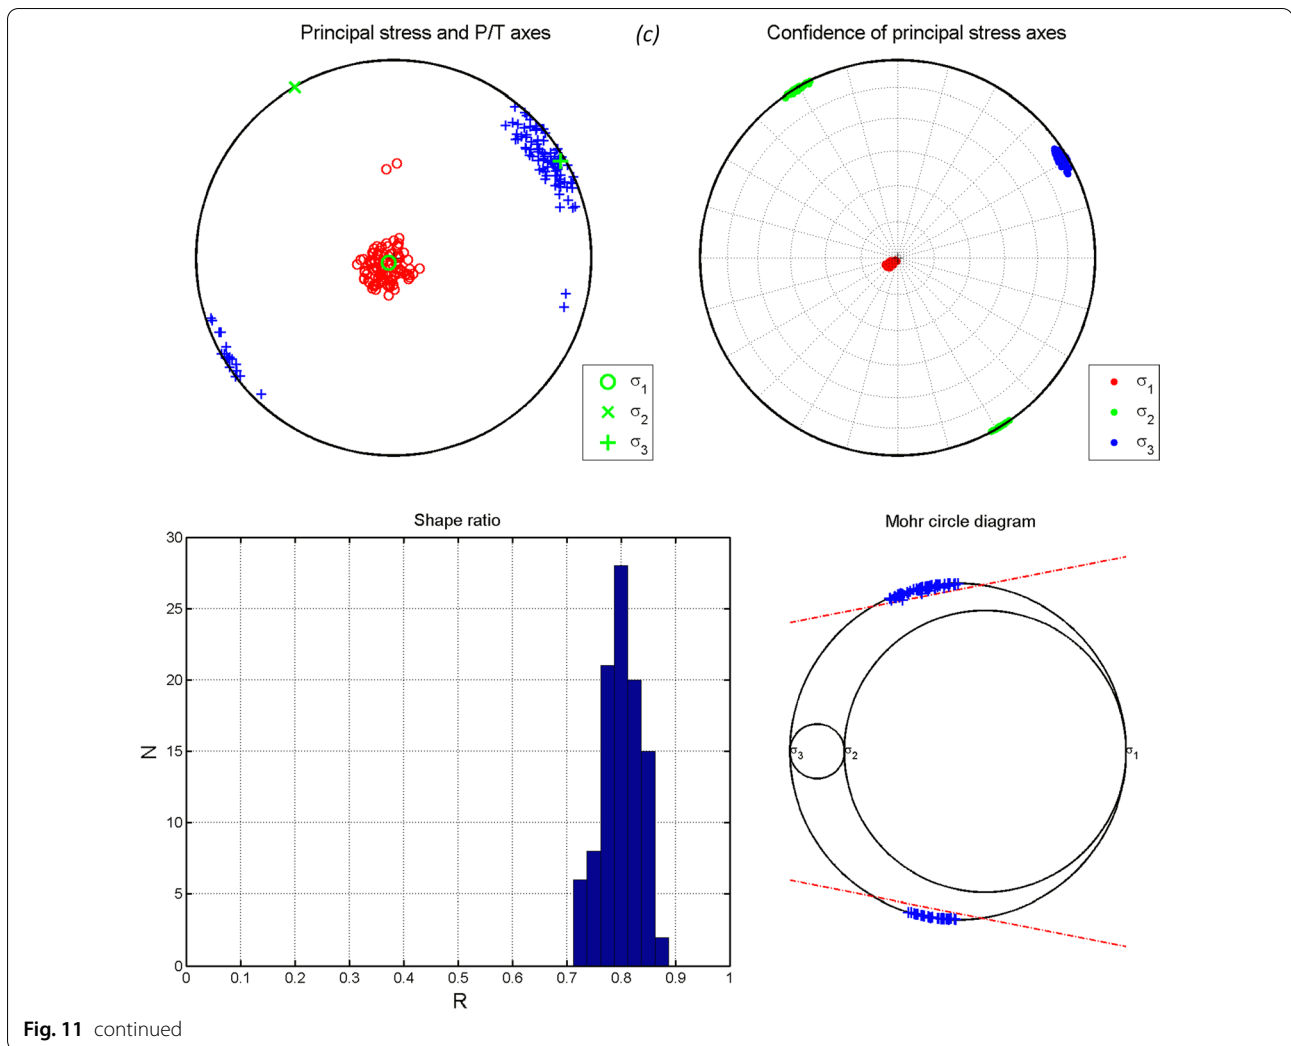 Principal stress and P/T axes
(c)
Confidence of principal stress axes
σ1
σ2
σ3
σ1
σ2
σ3
Shape ratio
30
25
20
15
10
5
0
N
0
0.1
0.2
0.3
0.4
0.5
0.6
0.7
0.8
0.9
1
R
Mohr circle diagram
σ3
σ2
σ1
Fig. 11 continued